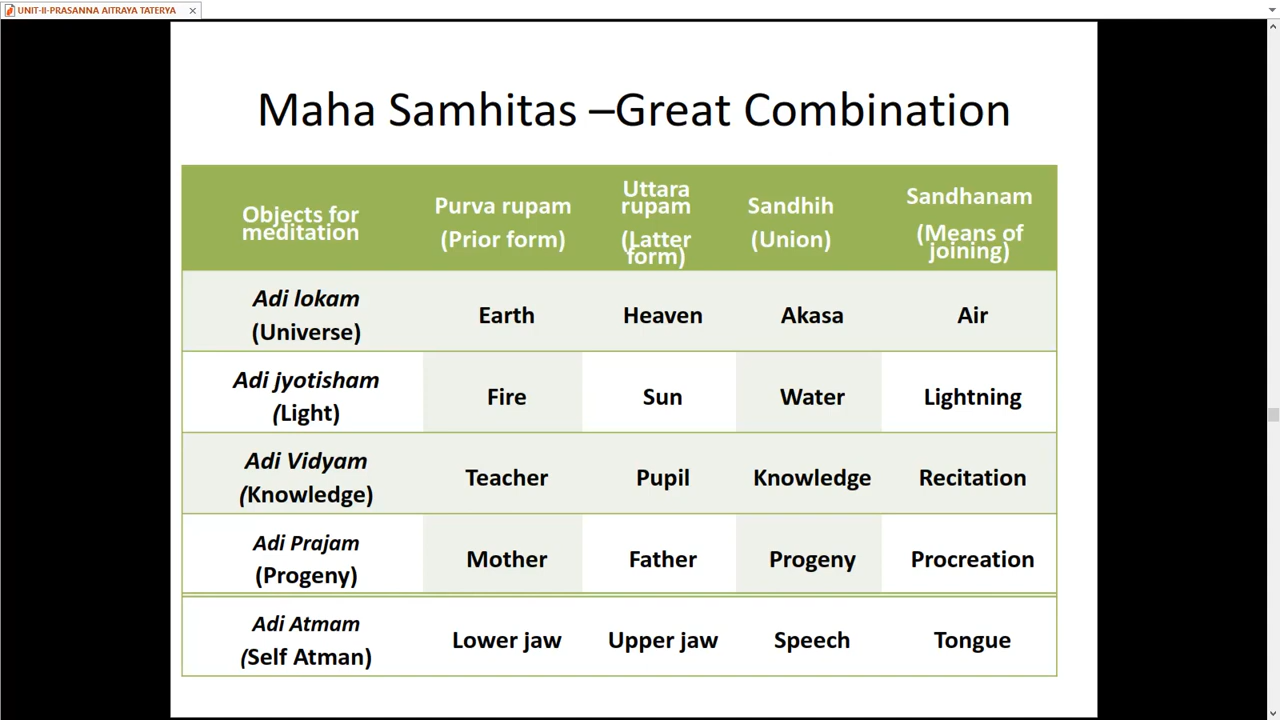 UNIT-II-PRASANNA AITRAYA TATERYA
Maha Samhitas –Great Combination
Objects for
meditation
Purva rupam
(Prior form)
Uttara
rupam
(Latter
form)
Sandhih
(Union)
Sandhanam
(Means of
joining)
Adi lokam
(Universe)
Earth
Heaven
Akasa
Air
Adi jyotisham
(Light)
Fire
Sun
Water
Lightning
Adi Vidyam
(Knowledge)
Teacher
Pupil
Knowledge
Recitation
Adi Prajam
(Progeny)
Mother
Father
Progeny
Procreation
Adi Atmam
(Self Atman)
Lower jaw
Upper jaw
Speech
Tongue